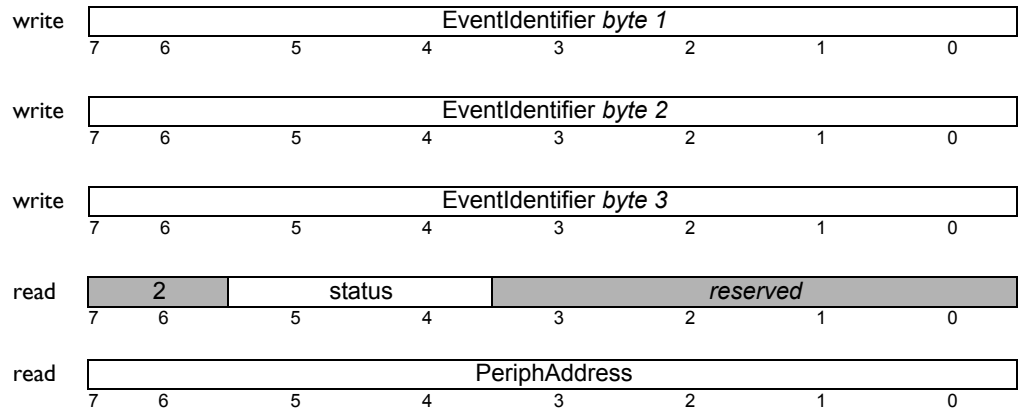 write EventIdentifier byte 1
7 6 5 4 3 2 1 0
write EventIdentifier byte 2
7 6 5 4 3 2 1 0
write EventIdentifier byte 3
7 6 5 4 3 2 1 0
read 2 status reserved
7 6 5 4 3 2 1 0
read PeriphAddress
7 6 5 4 3 2 1 0